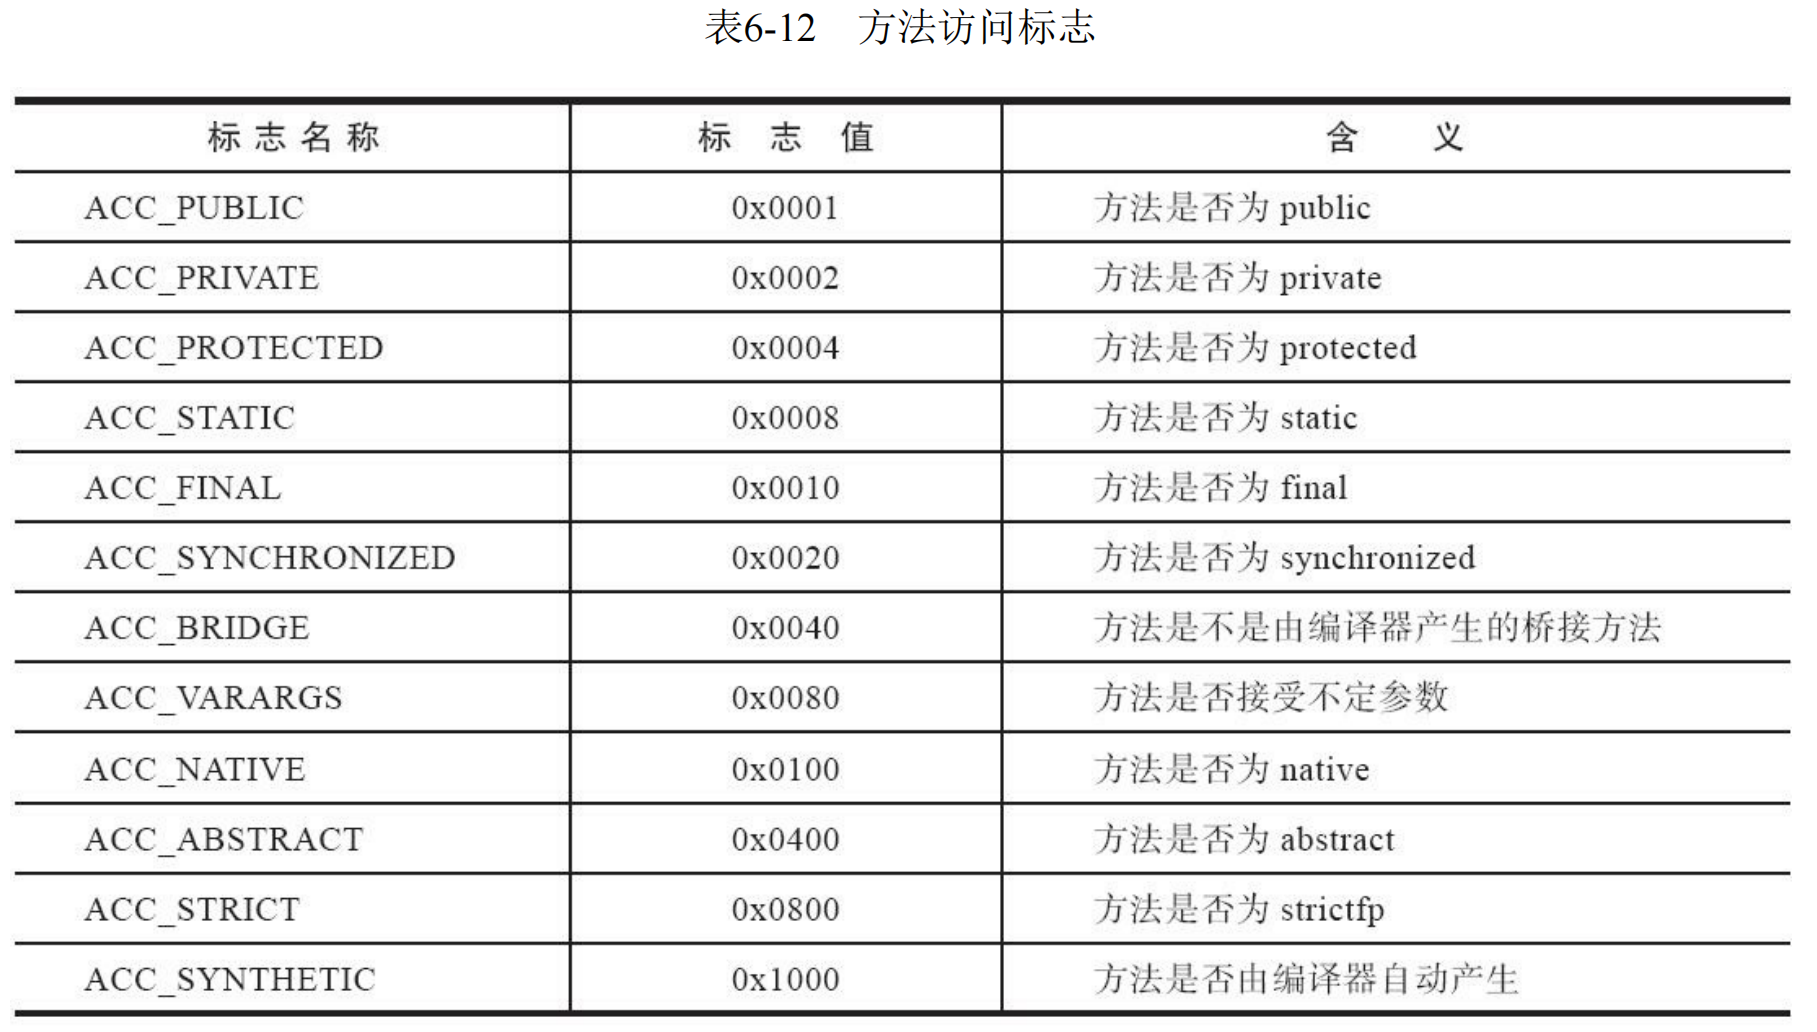 表6-12 方法访问标志
标志名称 标志值 含义
ACC_PUBLIC 0x0001 方法是否为 public
ACC_PRIVATE 0x0002 方法是否为 private
ACC_PROTECTED 0x0004 方法是否为 protected
ACC_STATIC 0x0008 方法是否为 static
ACC_FINAL 0x0010 方法是否为 final
ACC_SYNCHRONIZED 0x0020 方法是否为 synchronized
ACC_BRIDGE 0x0040 方法是不是由编译器产生的桥接方法
ACC_VARARGS 0x0080 方法是否接受不定参数
ACC_NATIVE 0x0100 方法是否为 native
ACC_ABSTRACT 0x0400 方法是否为 abstract
ACC_STRICT 0x0800 方法是否为 strictfp
ACC_SYNTHETIC 0x1000 方法是否由编译器自动产生